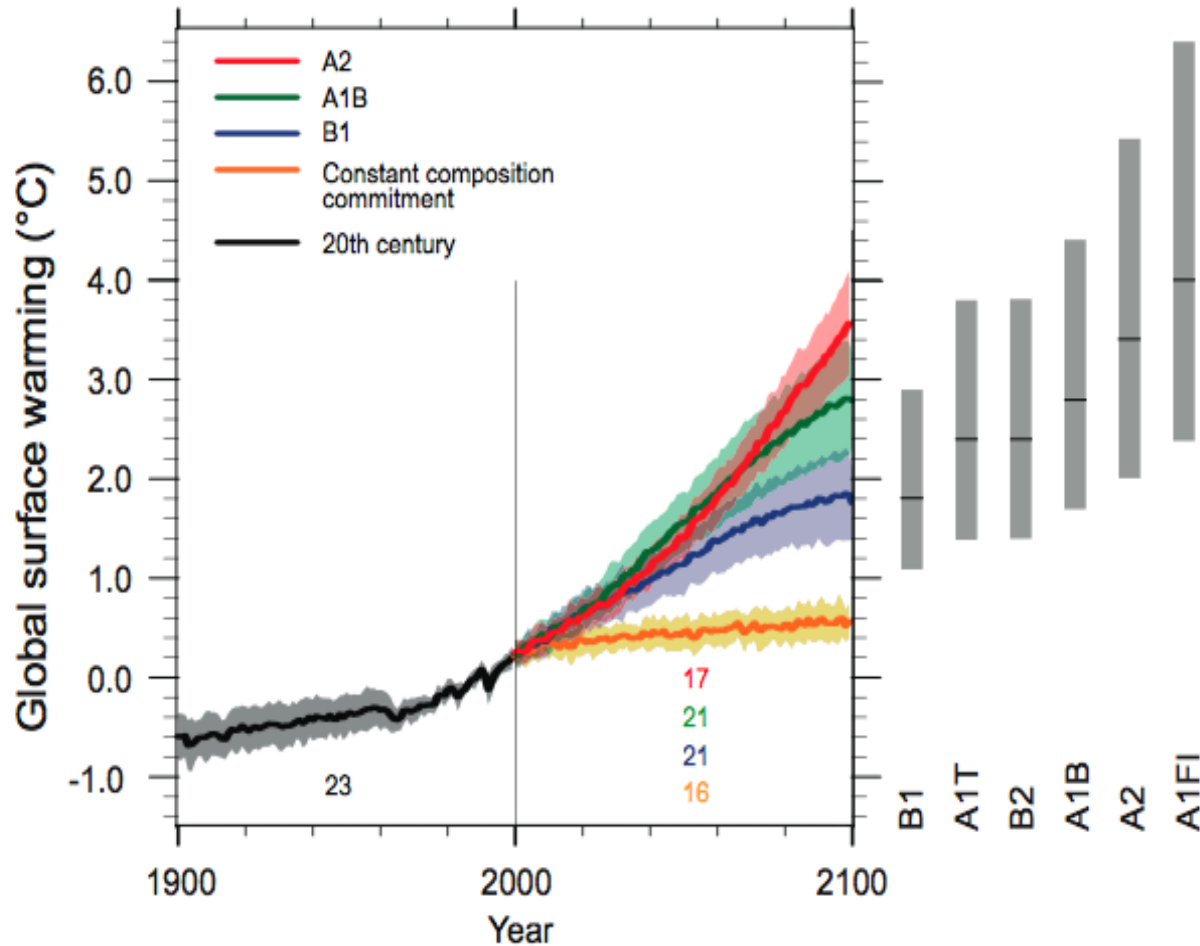 A2
A1B
B1
Constant composition
commitment
20th century
Global surface warming (°C)
6.0
5.0
4.0
3.0
2.0
1.0
0.0
-1.0
17
21
21
16
23
1900
2000
2100
Year
B1
A1T
B2
A1B
A2
A1FI